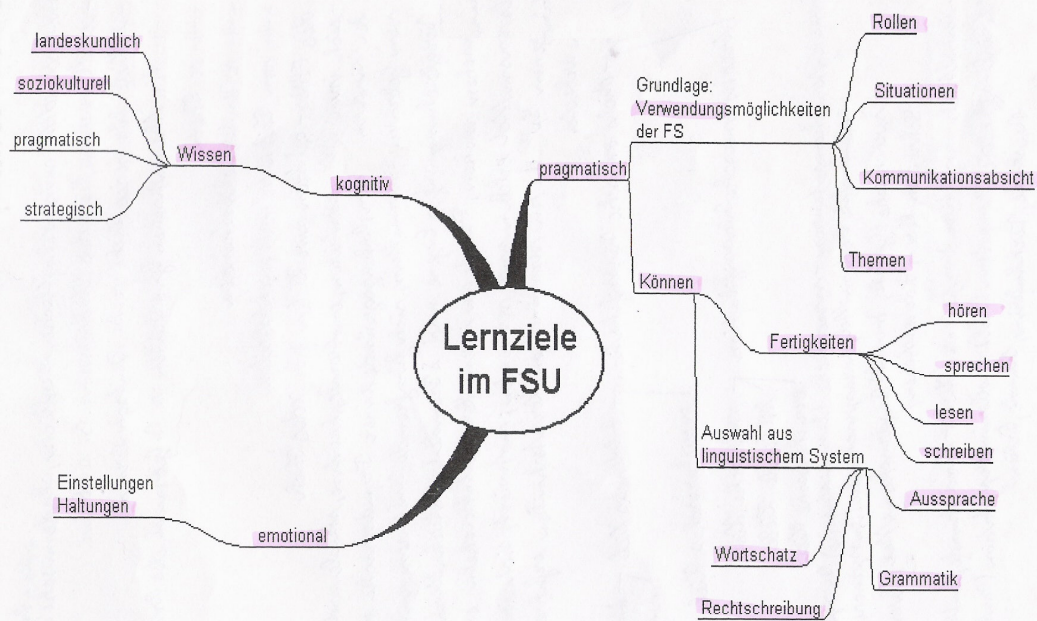 landeskundlich
soziokulturell
pragmatisch
strategisch
Wissen
kognitiv
Lernziele
im FSU
pragmatisch
Grundlage:
Verwendungsmöglichkeiten
der FS
Rollen
Situationen
Kommunikationsabsicht
Themen
Können
Fertigkeiten
hören
sprechen
lesen
schreiben
Auswahl aus
linguistischem System
Aussprache
Grammatik
Wortschatz
Rechtschreibung
Einstellungen
Haltungen
emotional